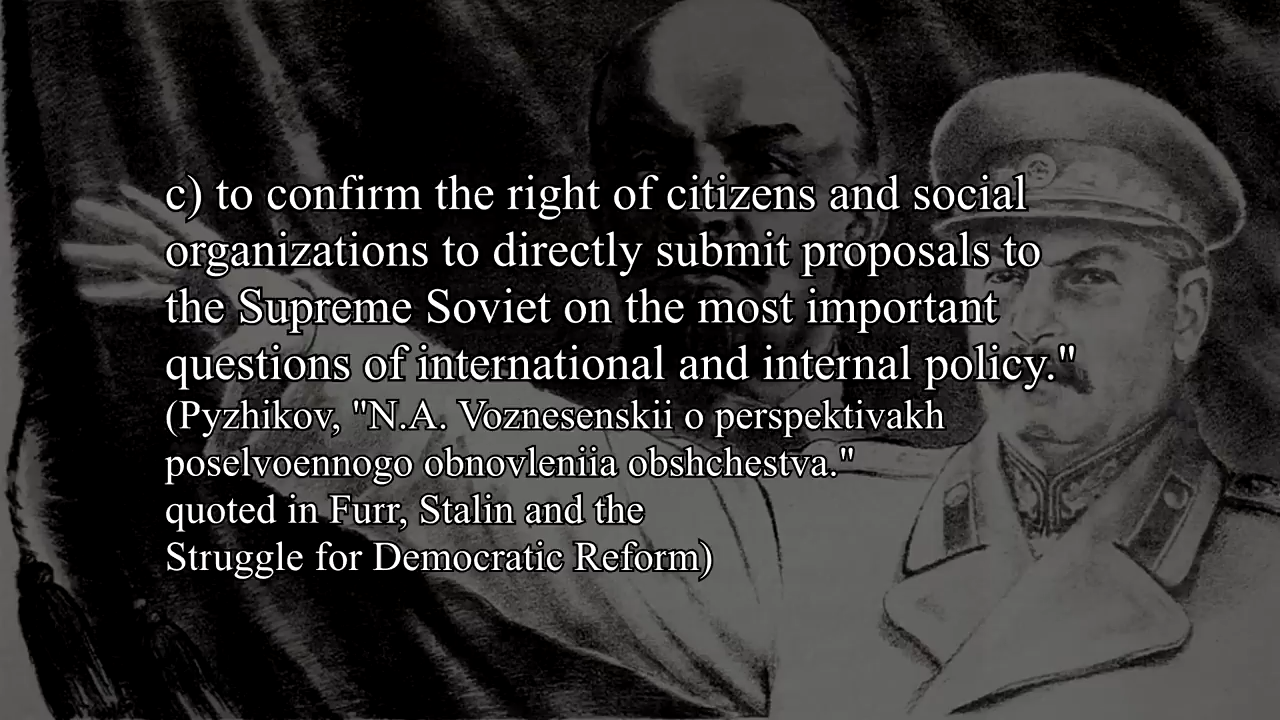 c) to confirm the right of citizens and social
organizations to directly submit proposals to
the Supreme Soviet on the most important
questions of international and internal policy."
(Pyzhikov, "N.A. Voznesenskii o perspektivakh
poselvoennogo obnovleniia obshchestva."
quoted in Furr, Stalin and the
Struggle for Democratic Reform)